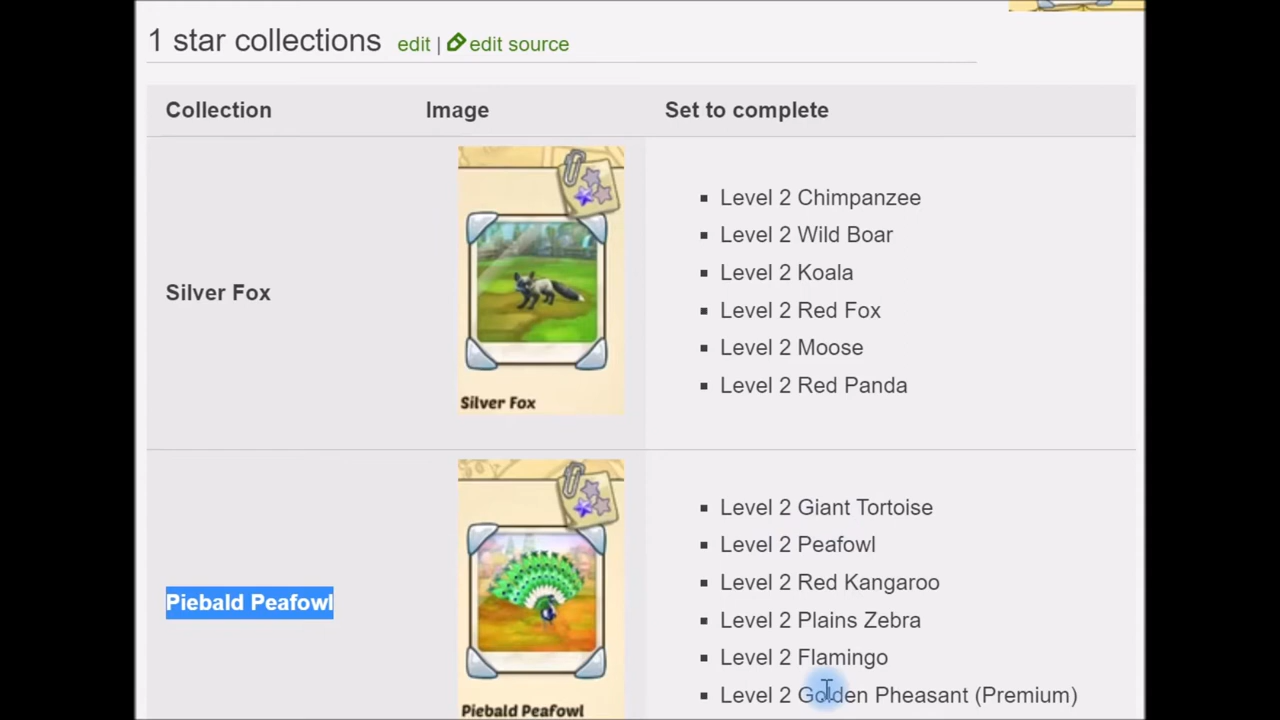 1 star collections edit | edit source
Collection Image Set to complete
Silver Fox
Level 2 Chimpanzee
Level 2 Wild Boar
Level 2 Koala
Level 2 Red Fox
Level 2 Moose
Level 2 Red Panda
Silver Fox
Piebald Peafowl
Level 2 Giant Tortoise
Level 2 Peafowl
Level 2 Red Kangaroo
Level 2 Plains Zebra
Level 2 Flamingo
Level 2 Golden Pheasant (Premium)
Piebald Peafowl